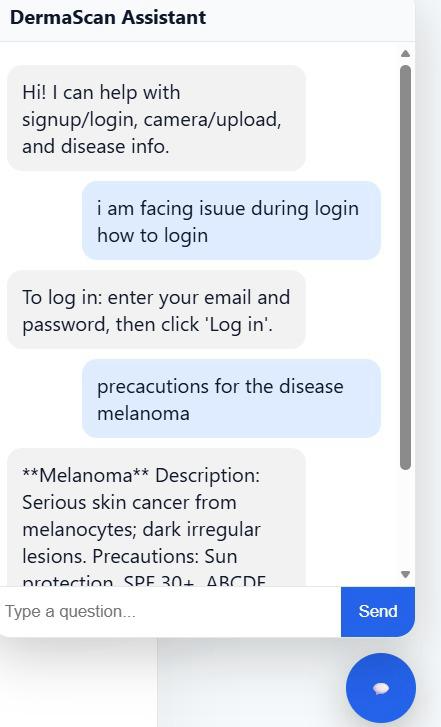 DermaScan Assistant
Hi! I can help with
signup/login, camera/upload,
and disease info.
i am facing isuue during login
how to login
To log in: enter your email and
password, then click 'Log in'.
precacutions for the disease
melanoma
**Melanoma** Description:
Serious skin cancer from
melanocytes; dark irregular
lesions. Precautions: Sun
protection, SPF 30+, ABCDE
Type a question...
Send